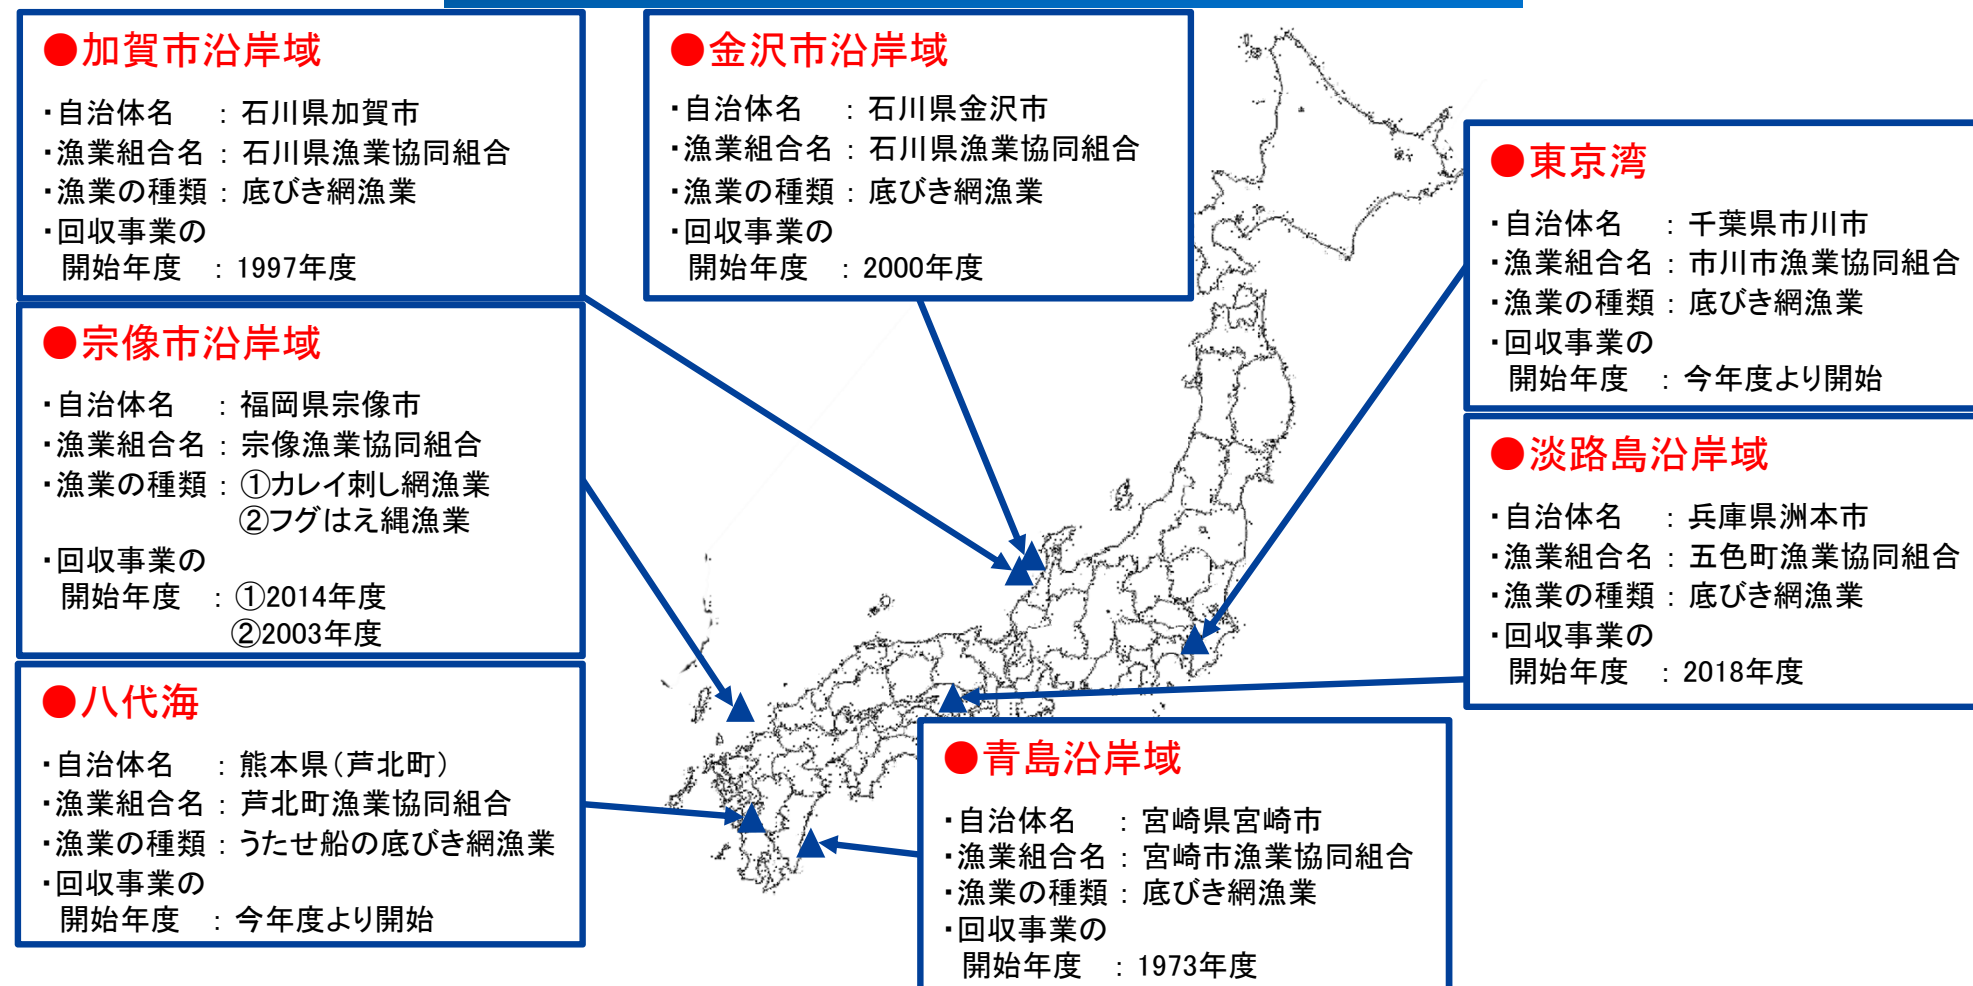 ●加賀市沿岸域
・自治体名 : 石川県加賀市
・漁業組合名 : 石川県漁業協同組合
・漁業の種類 : 底びき網漁業
・回収事業の
開始年度 : 1997年度
●金沢市沿岸域
・自治体名 : 石川県金沢市
・漁業組合名 : 石川県漁業協同組合
・漁業の種類 : 底びき網漁業
・回収事業の
開始年度 : 2000年度
●東京湾
・自治体名 : 千葉県市川市
・漁業組合名 : 市川市漁業協同組合
・漁業の種類 : 底びき網漁業
・回収事業の
開始年度 : 今年度より開始
●宗像市沿岸域
・自治体名 : 福岡県宗像市
・漁業組合名 : 宗像漁業協同組合
・漁業の種類 : ①カレイ刺し網漁業
②フグはえ縄漁業
・回収事業の
開始年度 : ①2014年度
②2003年度
●淡路島沿岸域
・自治体名 : 兵庫県洲本市
・漁業組合名 : 五色町漁業協同組合
・漁業の種類 : 底びき網漁業
・回収事業の
開始年度 : 2018年度
●八代海
・自治体名 : 熊本県(芦北町)
・漁業組合名 : 芦北町漁業協同組合
・漁業の種類 : うたせ船の底びき網漁業
・回収事業の
開始年度 : 今年度より開始
●青島沿岸域
・自治体名 : 宮崎県宮崎市
・漁業組合名 : 宮崎市漁業協同組合
・漁業の種類 : 底びき網漁業
・回収事業の
開始年度 : 1973年度